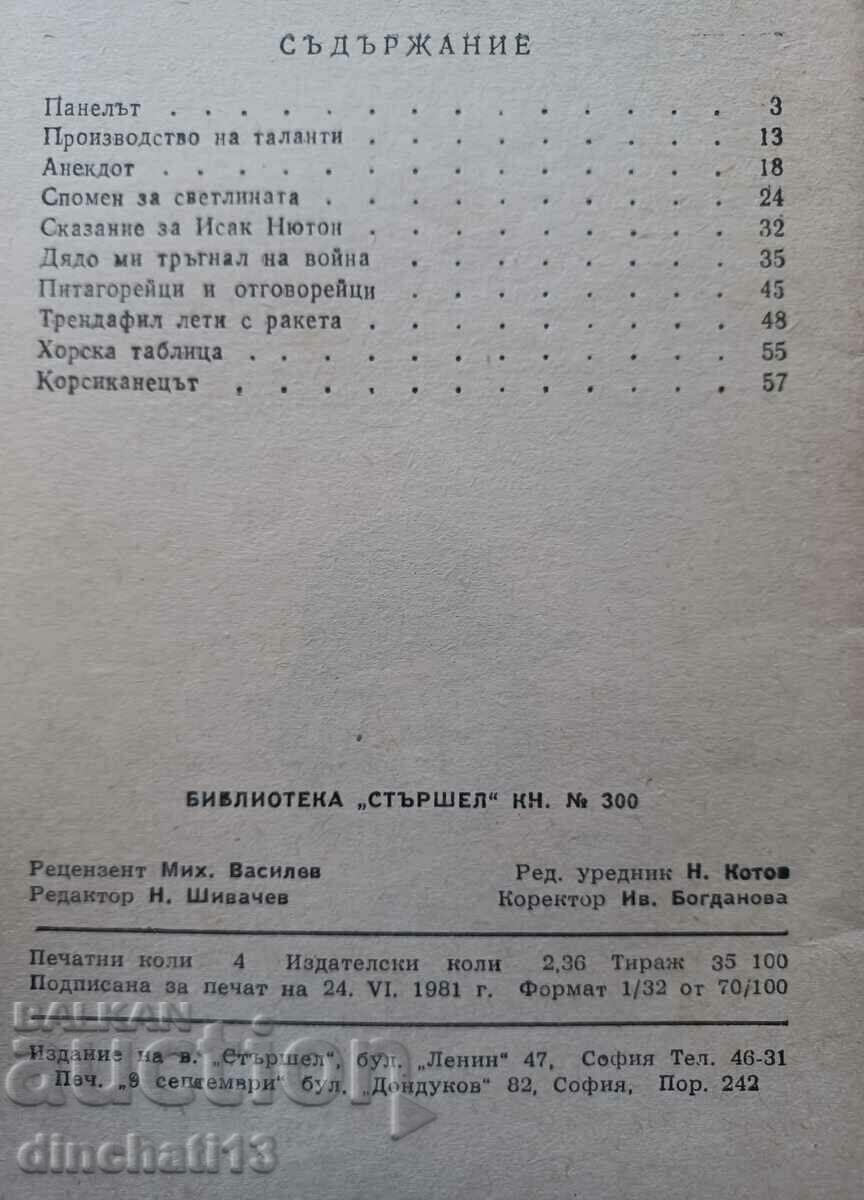 СЪДЪРЖАНИЕ
Панелът . . . . . . . . . . . . . 3
Производство на таланти . . . . . . . . . 13
Анекдот . . . . . . . . . . . . . 18
Спомен за светлината . . . . . . . . . 24
Сказание за Исак Нютон . . . . . . . . . 32
Дядо ми тръгнал на война . . . . . . . . 35
Питагорейци и отговорейци . . . . . . . . 45
Трендафил лети с ракета . . . . . . . . . 48
Хорска таблица . . . . . . . . . . . . 55
Корсиканецът . . . . . . . . . . . . 57
БИБЛИОТЕКА „СТЪРШЕЛ“ КН. № 300
Рецензент Мих. Василев Ред. уредник Н. Котов
Редактор Н. Шивачев Коректор Ив. Богданова
Печатни коли 4 Издателски коли 2,36 Тираж 35 100
Подписана за печат на 24. VI. 1981 г. Формат 1/32 от 70/100
Издание на в. „Стършел“, бул. „Ленин“ 47, София Тел. 46-31
Печ. „9 септември“ бул. „Дондуков“ 82, София, Пор. 242
BALKAN
auction
dinchati13